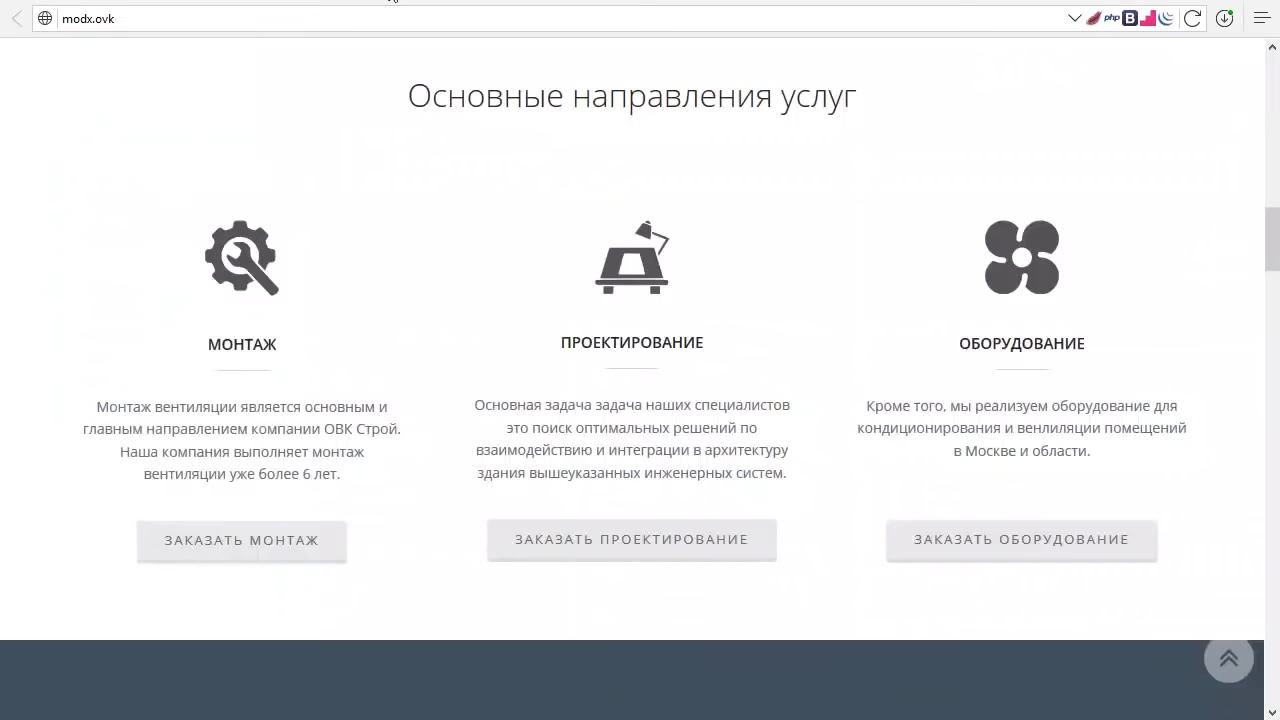 modx.ovk
php
B
Основные направления услуг
МОНТАЖ
Монтаж вентиляции является основным и
главным направлением компании ОВК Строй.
Наша компания выполняет монтаж
вентиляции уже более 6 лет.
ЗАКАЗАТЬ МОНТАЖ
ПРОЕКТИРОВАНИЕ
Основная задача задача наших специалистов
это поиск оптимальных решений по
взаимодействию и интеграции в архитектуру
здания вышеуказанных инженерных систем.
ЗАКАЗАТЬ ПРОЕКТИРОВАНИЕ
ОБОРУДОВАНИЕ
Кроме того, мы реализуем оборудование для
кондиционирования и венлиляции помещений
в Москве и области.
ЗАКАЗАТЬ ОБОРУДОВАНИЕ